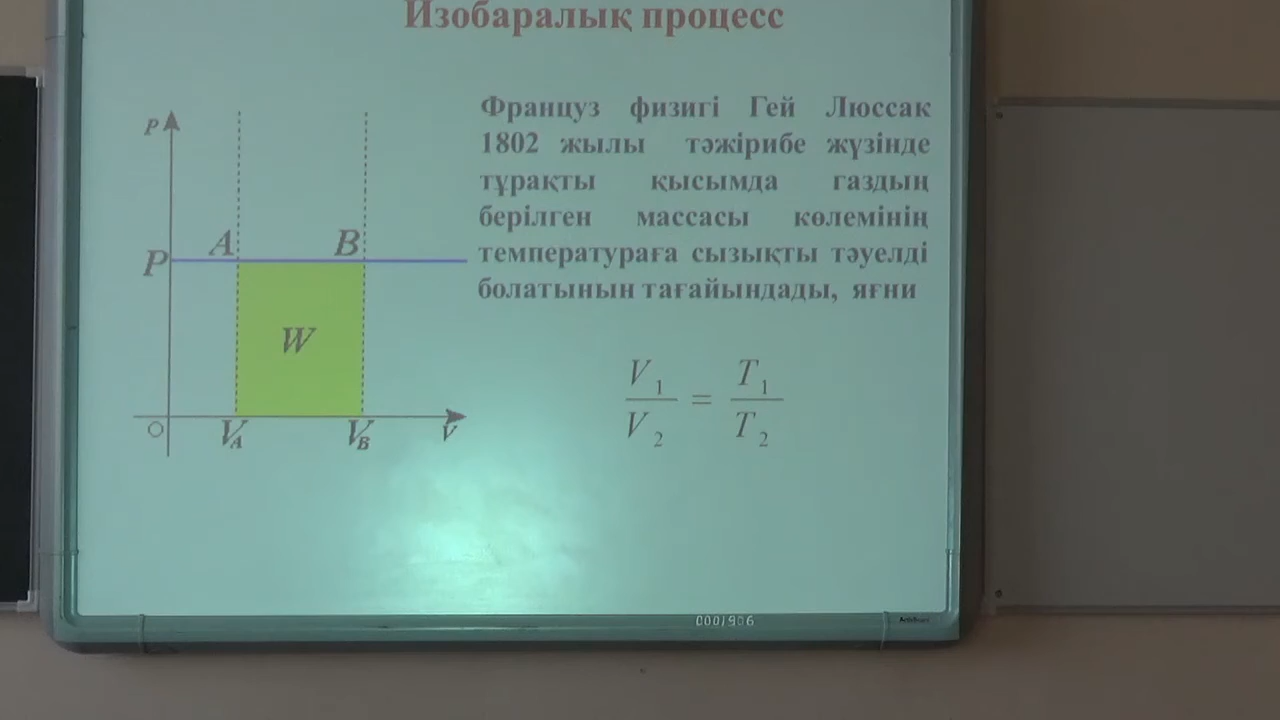 Изобаралық процесс
P
A
B
P
W
O
VA
VB
V
Француз физигі Гей Люссак
1802 жылы тәжірибе жүзінде
тұрақты қысымда газдың
берілген массасы көлемінің
температураға сызықты тәуелді
болатынын тағайындады, яғни
V1 / V2 = T1 / T2
0001906